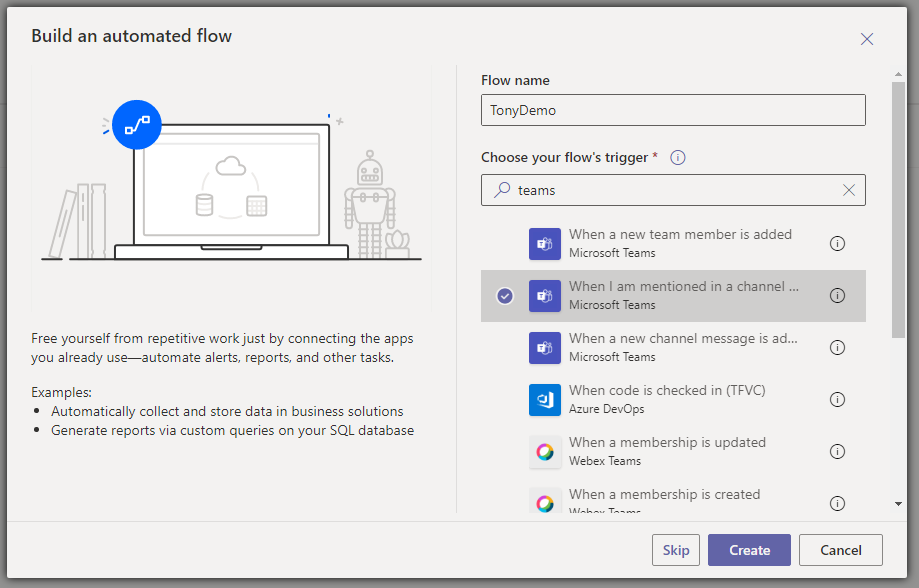 Build an automated flow
Free yourself from repetitive work just by connecting the apps
you already use—automate alerts, reports, and other tasks.
Examples:
• Automatically collect and store data in business solutions
• Generate reports via custom queries on your SQL database
Flow name
TonyDemo
Choose your flow's trigger *
teams
When a new team member is added
Microsoft Teams
When I am mentioned in a channel ...
Microsoft Teams
When a new channel message is ad...
Microsoft Teams
When code is checked in (TFVC)
Azure DevOps
When a membership is updated
Webex Teams
When a membership is created
Webex Teams
Skip
Create
Cancel